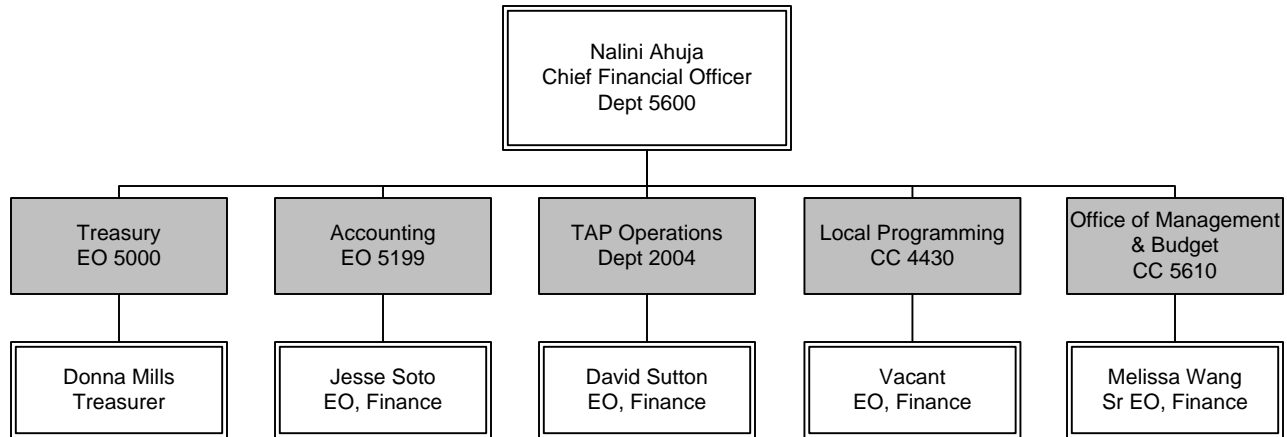 Nalini Ahuja
Chief Financial Officer
Dept 5600
Treasury
EO 5000
Accounting
EO 5199
TAP Operations
Dept 2004
Local Programming
CC 4430
Office of Management
& Budget
CC 5610
Donna Mills
Treasurer
Jesse Soto
EO, Finance
David Sutton
EO, Finance
Vacant
EO, Finance
Melissa Wang
Sr EO, Finance